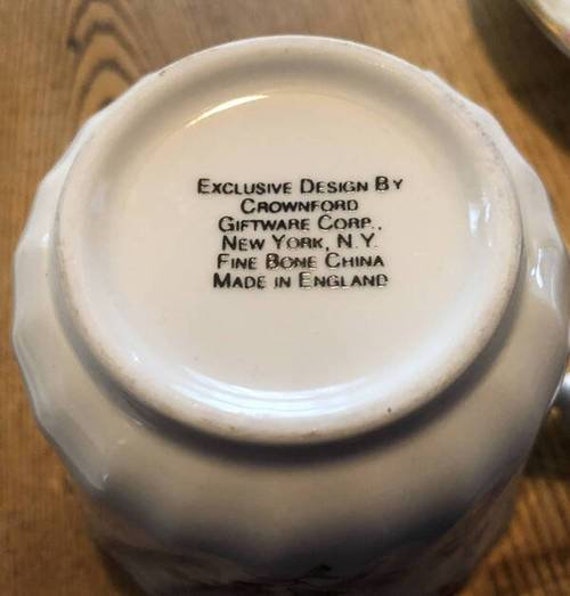 EXCLUSIVE DESIGN BY
CROWNFORD
GIFTWARE CORP.,
NEW YORK, N.Y.
FINE BONE CHINA
MADE IN ENGLAND